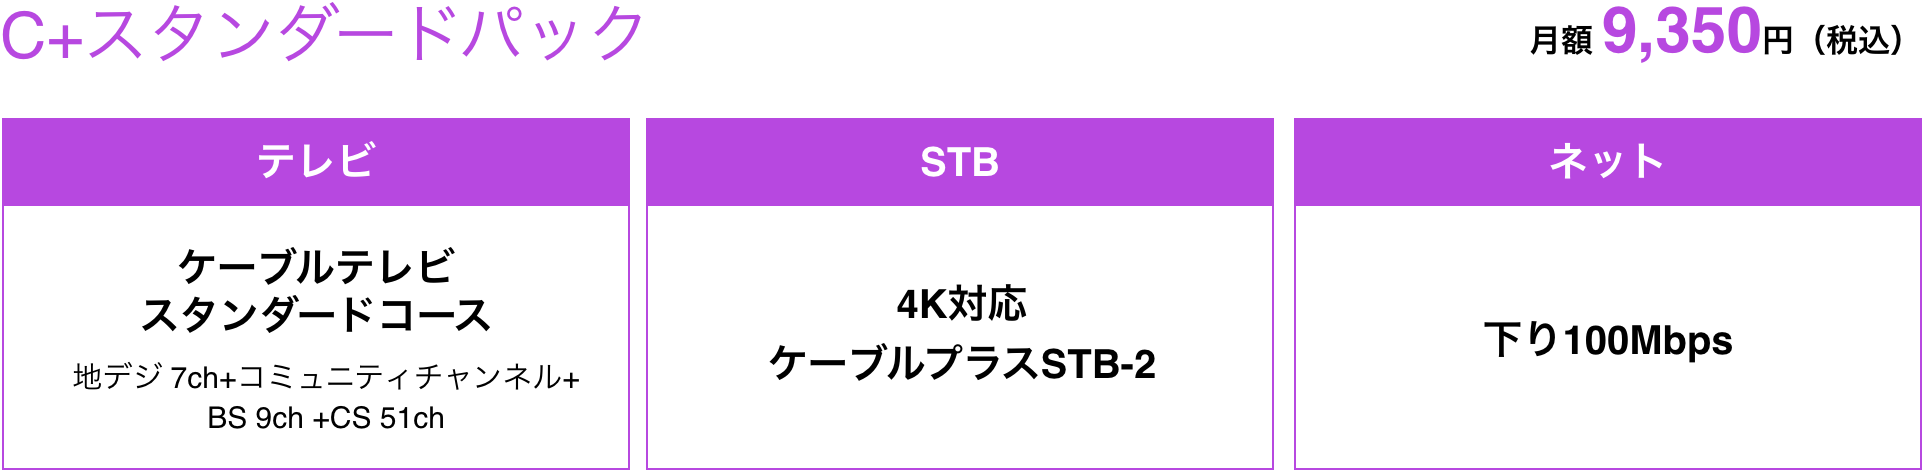 C+スタンダードパック
月額 9,350円（税込）
テレビ
ケーブルテレビ
スタンダードコース
地デジ 7ch+コミュニティチャンネル+
BS 9ch +CS 51ch
STB
4K対応
ケーブルプラスSTB-2
ネット
下り100Mbps